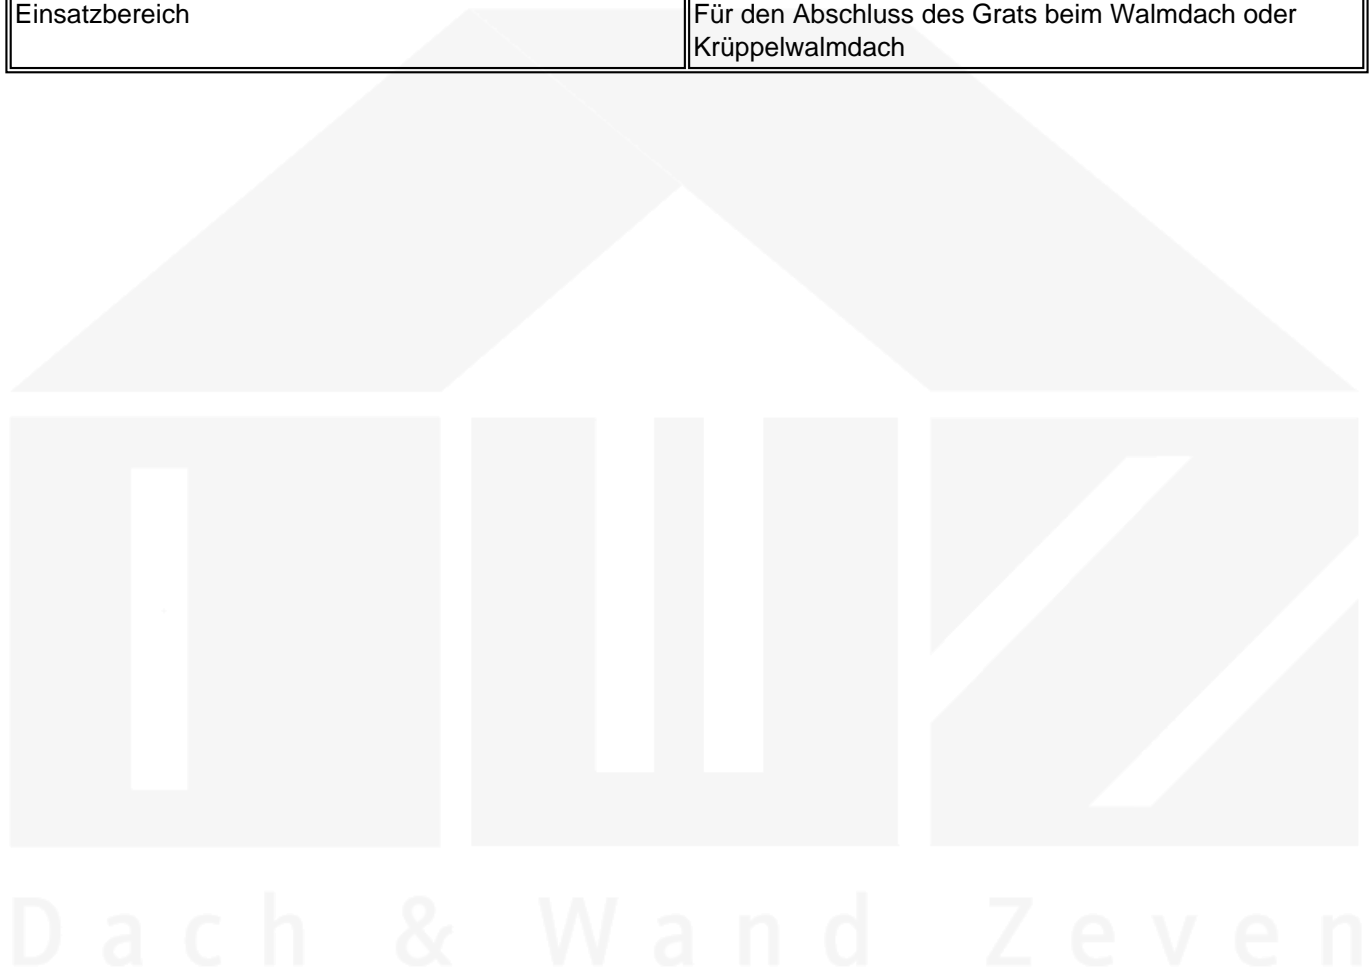 Einsatzbereich
Für den Abschluss des Grats beim Walmdach oder
Krüppelwalmdach
Dach & Wand Zeven